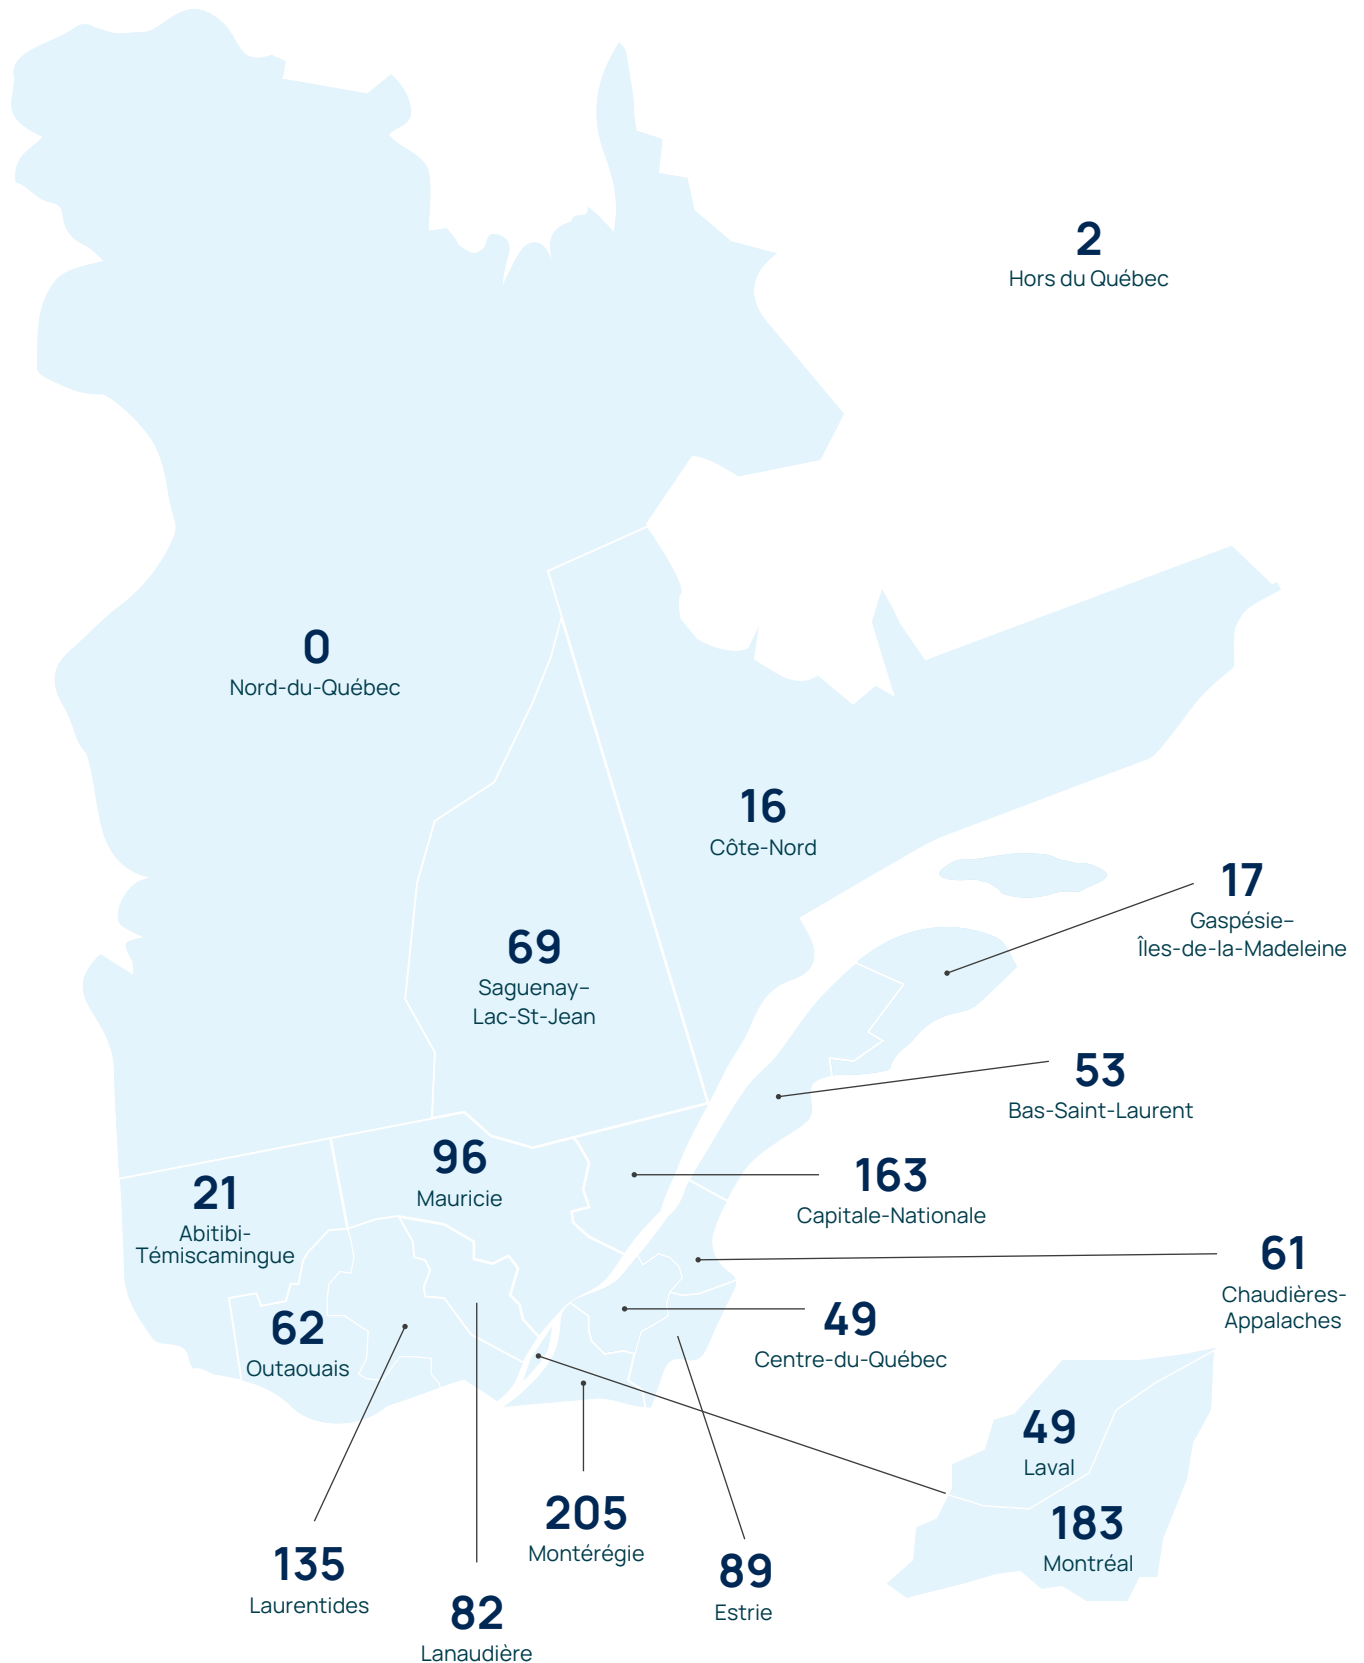 2
Hors du Québec
0
Nord-du-Québec
16
Côte-Nord
17
Gaspésie–
Îles-de-la-Madeleine
69
Saguenay–
Lac-St-Jean
53
Bas-Saint-Laurent
96
Mauricie
163
Capitale-Nationale
21
Abitibi-
Témiscamingue
61
Chaudières-
Appalaches
62
Outaouais
49
Centre-du-Québec
49
Laval
183
Montréal
205
Montérégie
135
Laurentides
89
Estrie
82
Lanaudière